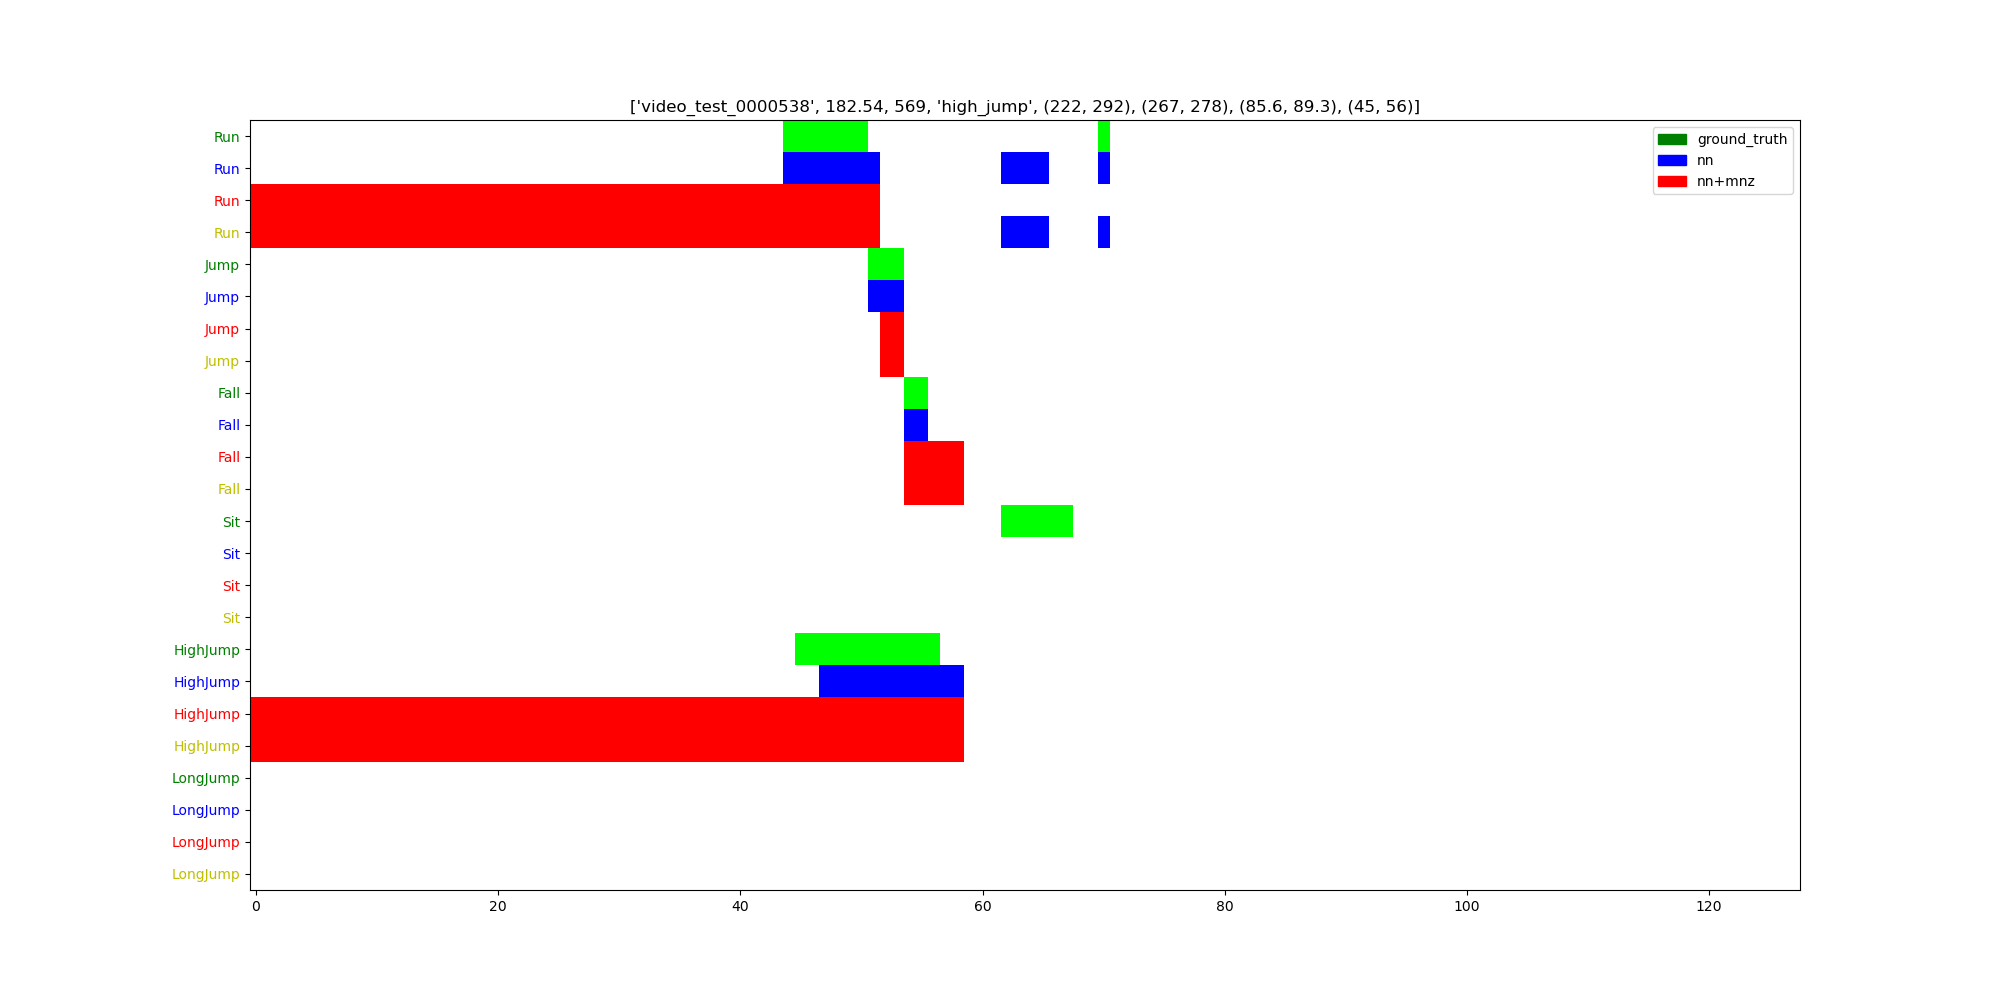 ['video_test_0000538', 182.54, 569, 'high_jump', (222, 292), (267, 278), (85.6, 89.3), (45, 56)]
ground_truth
nn
nn+mnz
Run
Run
Run
Run
Jump
Jump
Jump
Jump
Fall
Fall
Fall
Fall
Sit
Sit
Sit
Sit
HighJump
HighJump
HighJump
HighJump
LongJump
LongJump
LongJump
LongJump
0 20 40 60 80 100 120